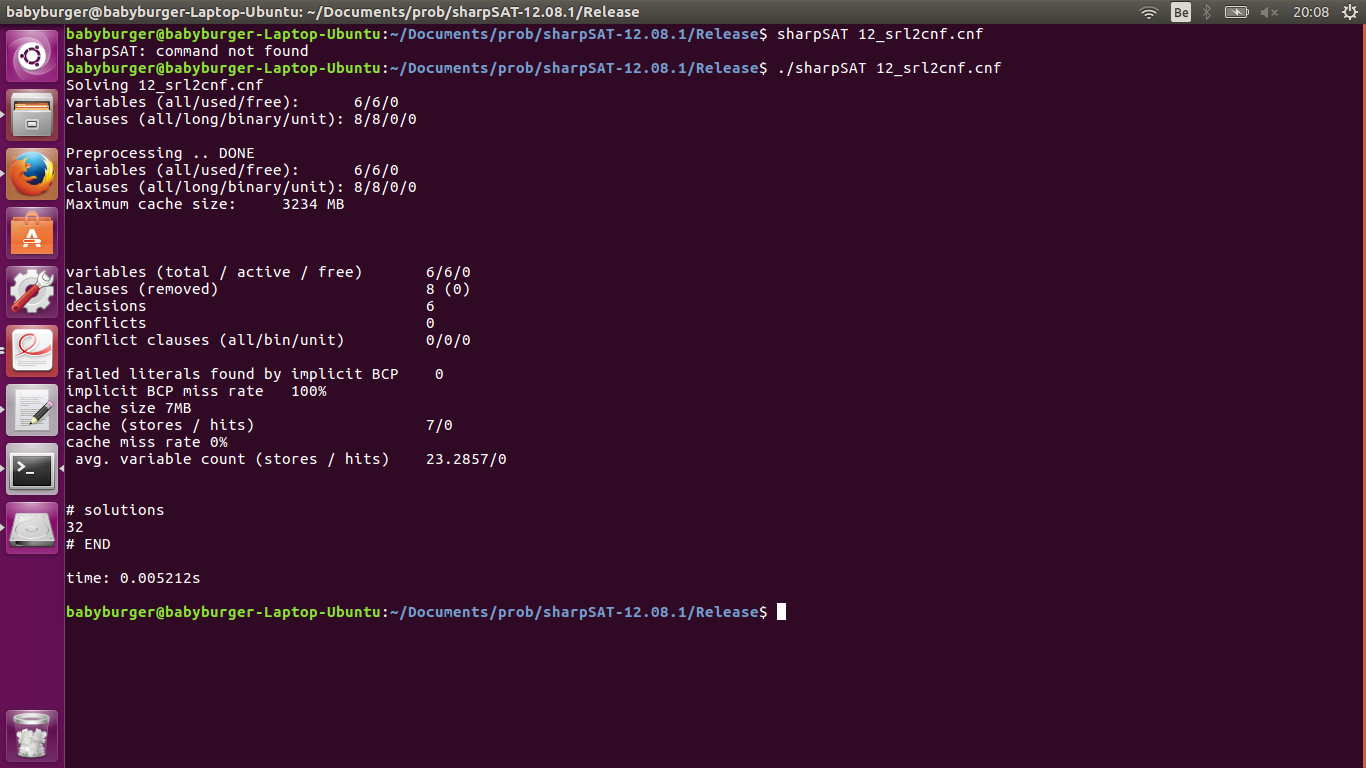 babyburger@babyburger-Laptop-Ubuntu: ~/Documents/prob/sharpSAT-12.08.1/Release
Be
20:08
babyburger@babyburger-Laptop-Ubuntu:~/Documents/prob/sharpSAT-12.08.1/Release$ sharpSAT 12_srl2cnf.cnf
sharpSAT: command not found
babyburger@babyburger-Laptop-Ubuntu:~/Documents/prob/sharpSAT-12.08.1/Release$ ./sharpSAT 12_srl2cnf.cnf
Solving 12_srl2cnf.cnf
variables (all/used/free): 6/6/0
clauses (all/long/binary/unit): 8/8/0/0
Preprocessing .. DONE
variables (all/used/free): 6/6/0
clauses (all/long/binary/unit): 8/8/0/0
Maximum cache size: 3234 MB
variables (total / active / free) 6/6/0
clauses (removed) 8 (0)
decisions 6
conflicts 0
conflict clauses (all/bin/unit) 0/0/0
failed literals found by implicit BCP 0
implicit BCP miss rate 100%
cache size 7MB
cache (stores / hits) 7/0
cache miss rate 0%
avg. variable count (stores / hits) 23.2857/0
# solutions
32
# END
time: 0.005212s
babyburger@babyburger-Laptop-Ubuntu:~/Documents/prob/sharpSAT-12.08.1/Release$